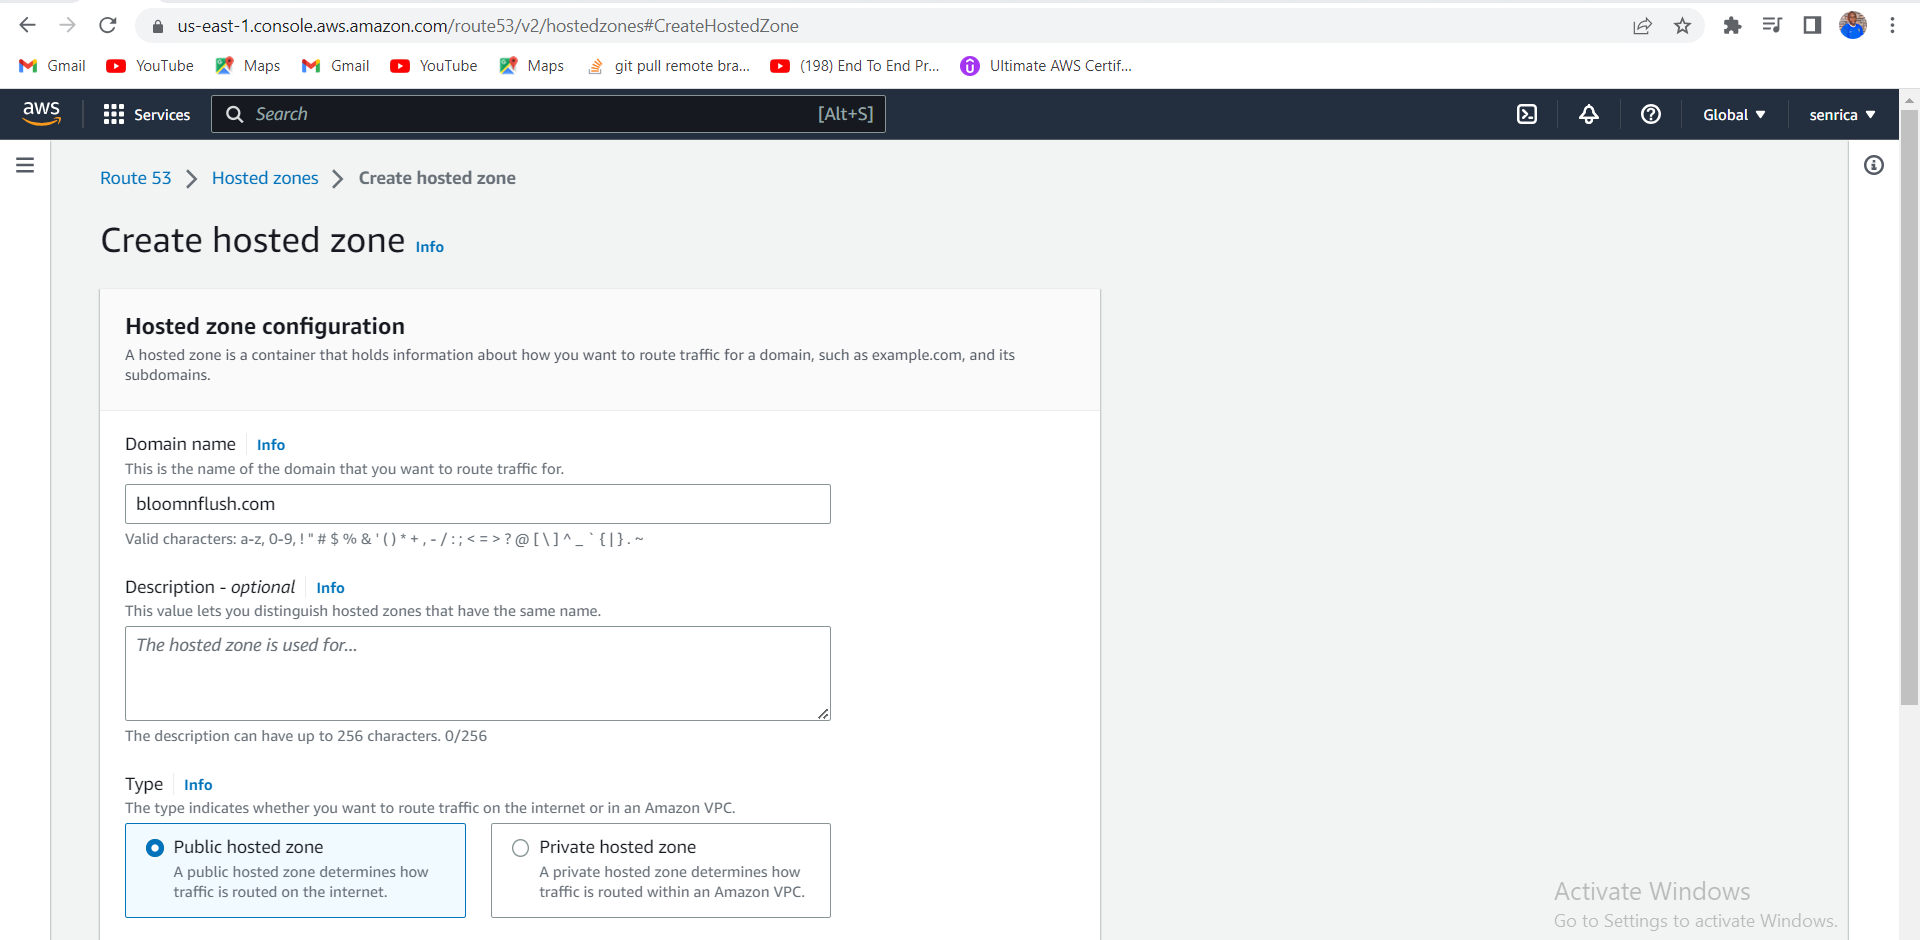 us-east-1.console.aws.amazon.com/route53/v2/hostedzones#CreateHostedZone
Gmail YouTube Maps Gmail YouTube Maps git pull remote bra... (198) End To End Pr... Ultimate AWS Certif...
aws Services Search [Alt+S] Global senrica
Route 53 Hosted zones Create hosted zone
Create hosted zone Info
Hosted zone configuration
A hosted zone is a container that holds information about how you want to route traffic for a domain, such as example.com, and its
subdomains.
Domain name Info
This is the name of the domain that you want to route traffic for.
bloomnflush.com
Valid characters: a-z, 0-9, ! " # $ % & ' ( ) * + , - / : ; < = > ? @ [ \ ] ^ _ ` { | } . ~
Description - optional Info
This value lets you distinguish hosted zones that have the same name.
The hosted zone is used for...
The description can have up to 256 characters. 0/256
Type Info
The type indicates whether you want to route traffic on the internet or in an Amazon VPC.
Public hosted zone
A public hosted zone determines how
traffic is routed on the internet.
Private hosted zone
A private hosted zone determines how
traffic is routed within an Amazon VPC.
Activate Windows
Go to Settings to activate Windows.